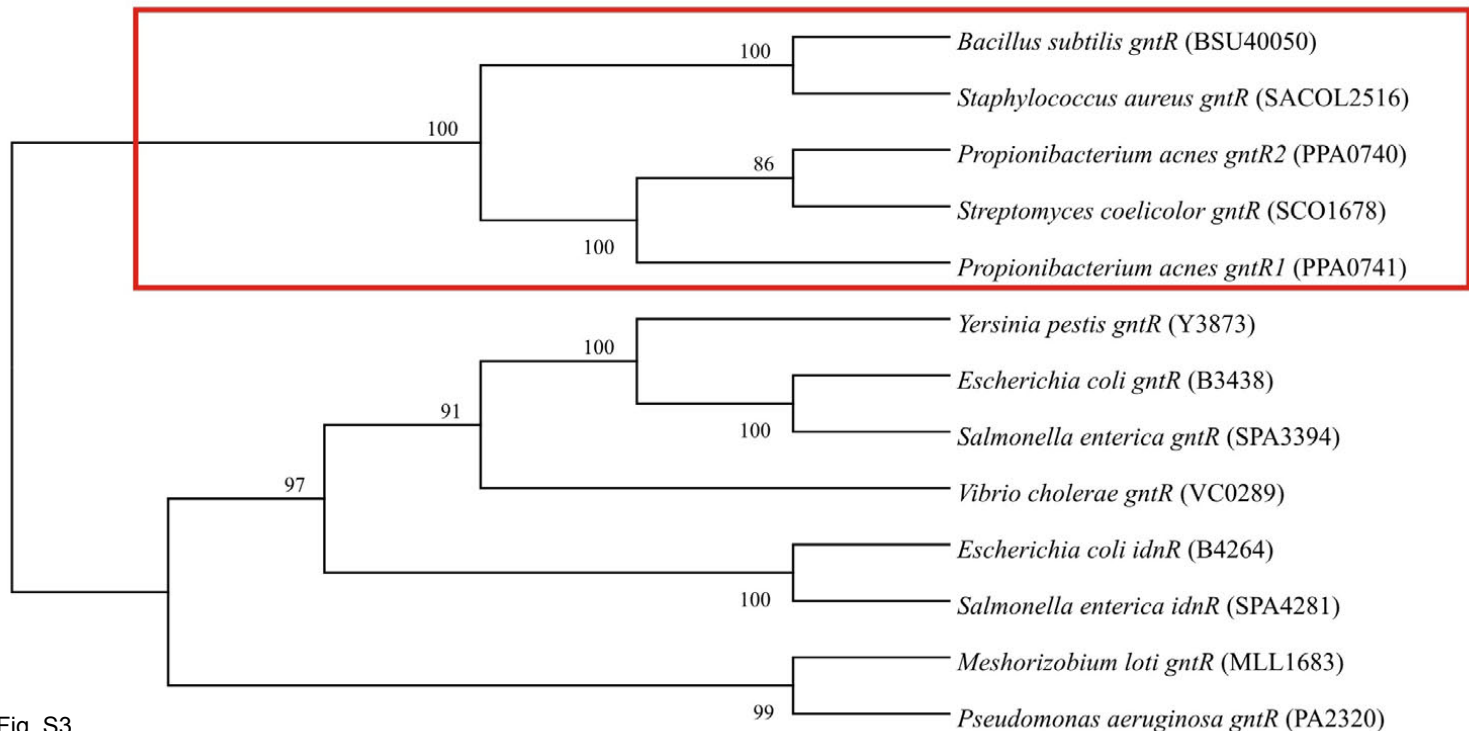 100
Bacillus subtilis gntR (BSU40050)
Staphylococcus aureus gntR (SACOL2516)
100
86
Propionibacterium acnes gntR2 (PPA0740)
Streptomyces coelicolor gntR (SCO1678)
100
Propionibacterium acnes gntR1 (PPA0741)
Yersinia pestis gntR (Y3873)
100
Escherichia coli gntR (B3438)
91
100
Salmonella enterica gntR (SPA3394)
97
Vibrio cholerae gntR (VC0289)
Escherichia coli idnR (B4264)
100
Salmonella enterica idnR (SPA4281)
Meshorizobium loti gntR (MLL1683)
99
Pseudomonas aeruginosa gntR (PA2320)
Fig. S3